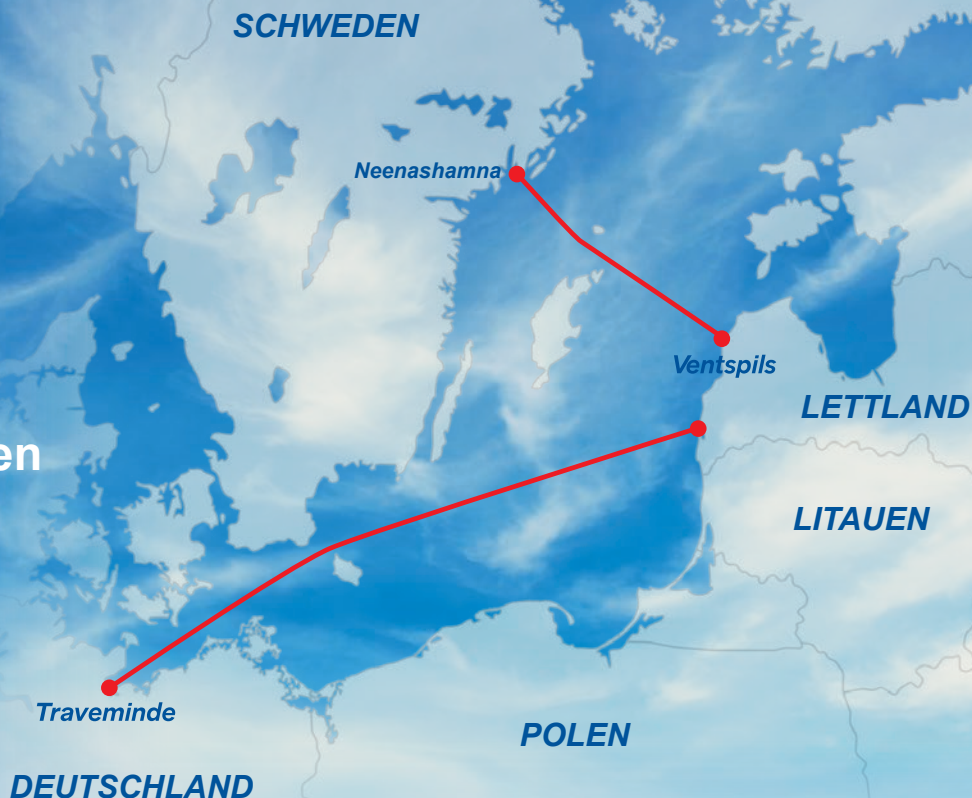 SCHWEDEN
Neenashamna
Ventspils
LETTLAND
en
LITAUEN
Traveminde
POLEN
DEUTSCHLAND